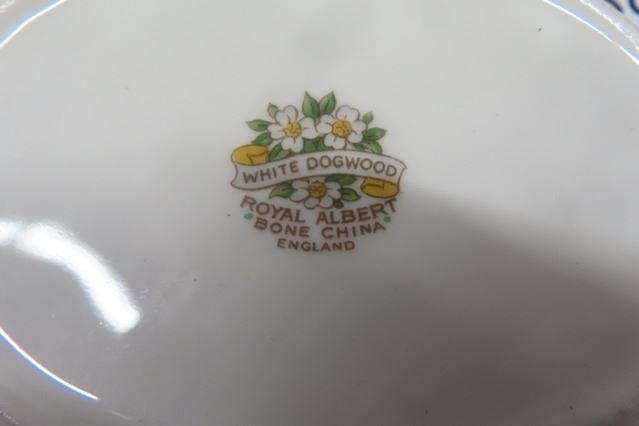 WHITE DOGWOOD
ROYAL ALBERT
BONE CHINA
ENGLAND